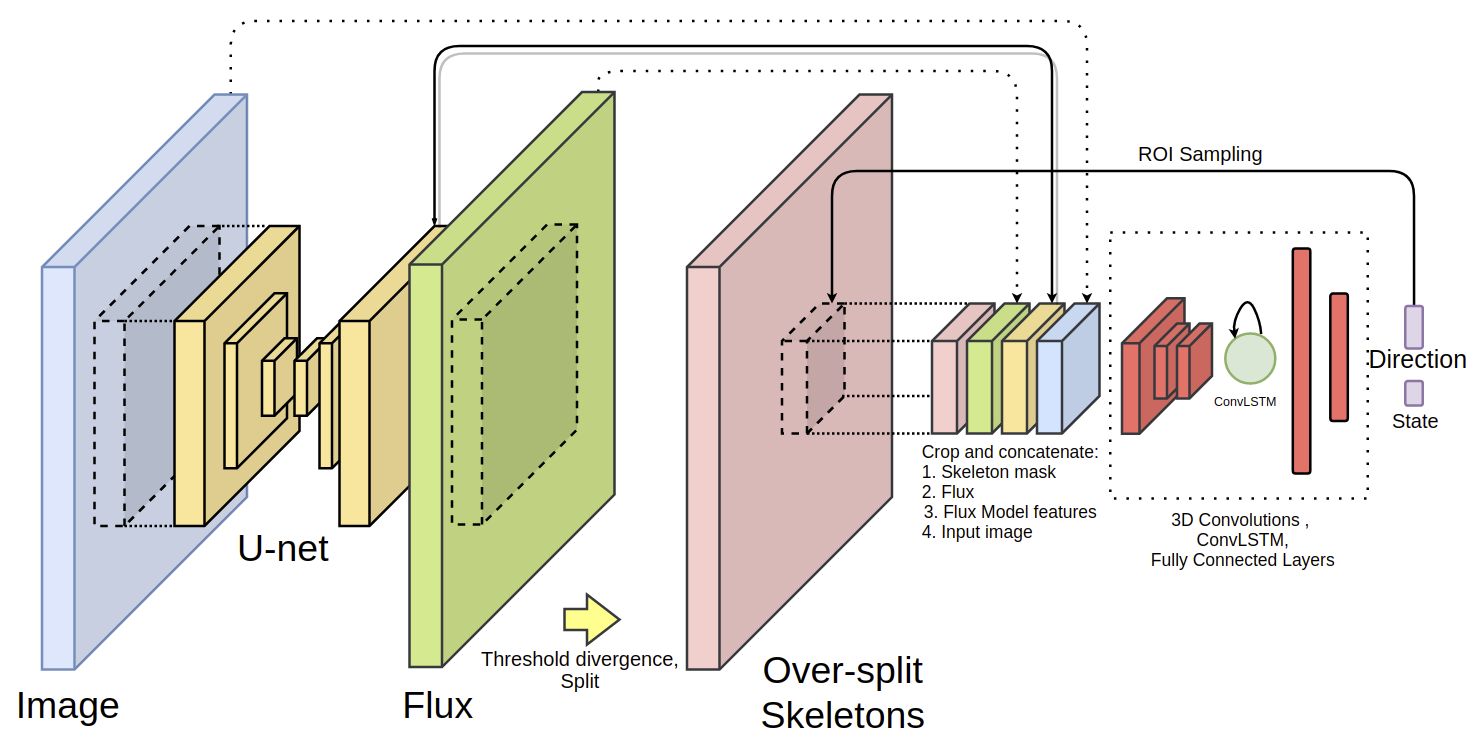 ROI Sampling
Direction
ConvLSTM
State
Crop and concatenate:
1. Skeleton mask
2. Flux
3. Flux Model features
4. Input image
3D Convolutions ,
ConvLSTM,
Fully Connected Layers
U-net
Threshold divergence,
Split
Image
Flux
Over-split
Skeletons